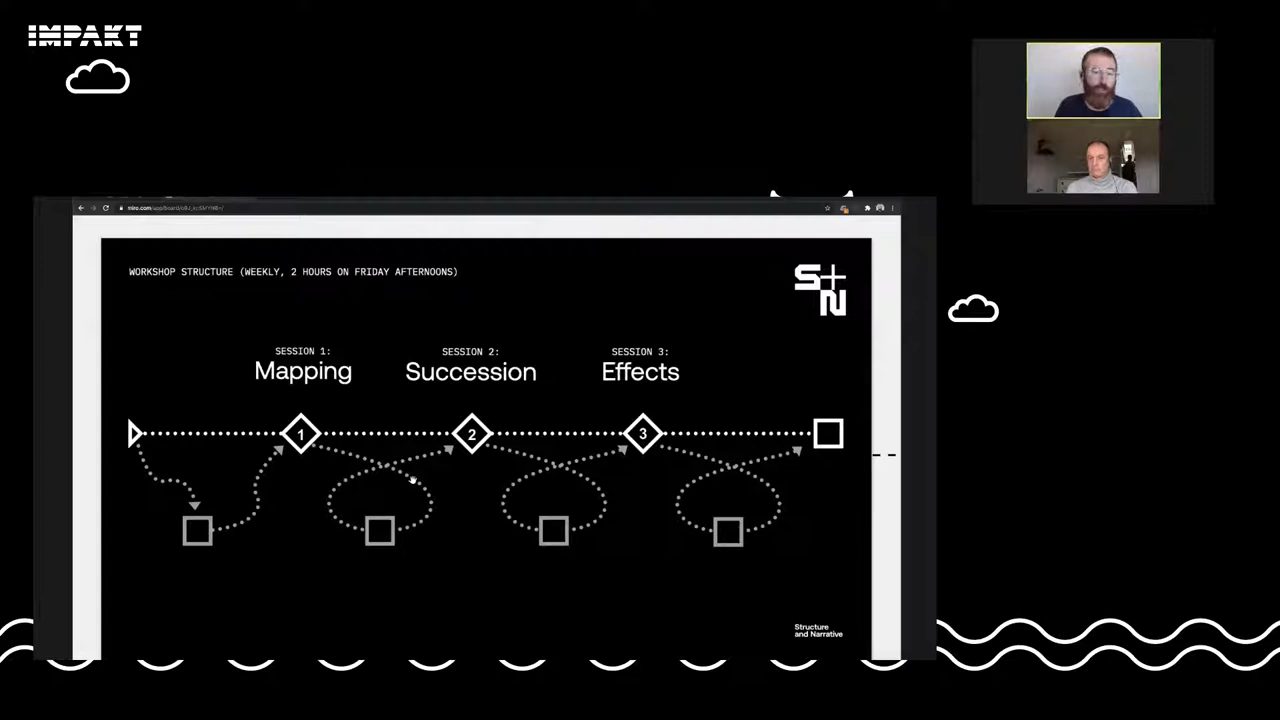 IMPAKT
WORKSHOP STRUCTURE (WEEKLY, 2 HOURS ON FRIDAY AFTERNOONS)
S+N
SESSION 1:
Mapping
SESSION 2:
Succession
SESSION 3:
Effects
1
2
3
Structure
and Narrative